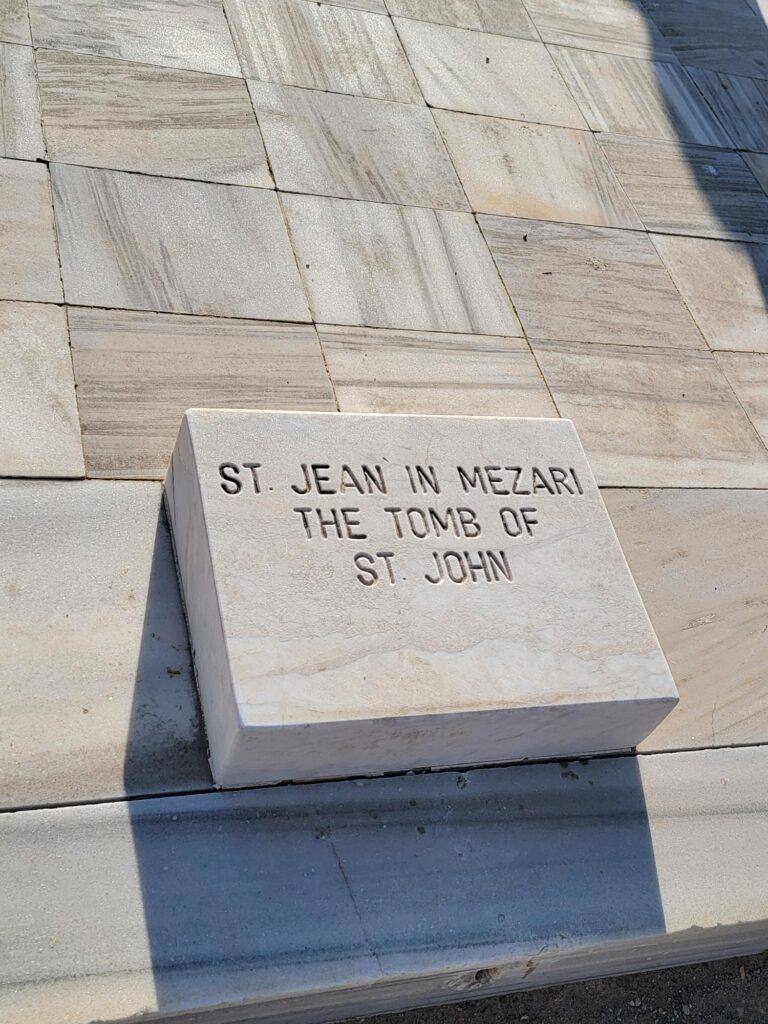 ST. JEAN IN MEZARI
THE TOMB OF
ST. JOHN